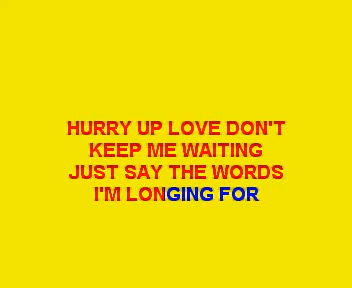 HURRY UP LOVE DON'T
KEEP ME WAITING
JUST SAY THE WORDS
I'M LONGING FOR